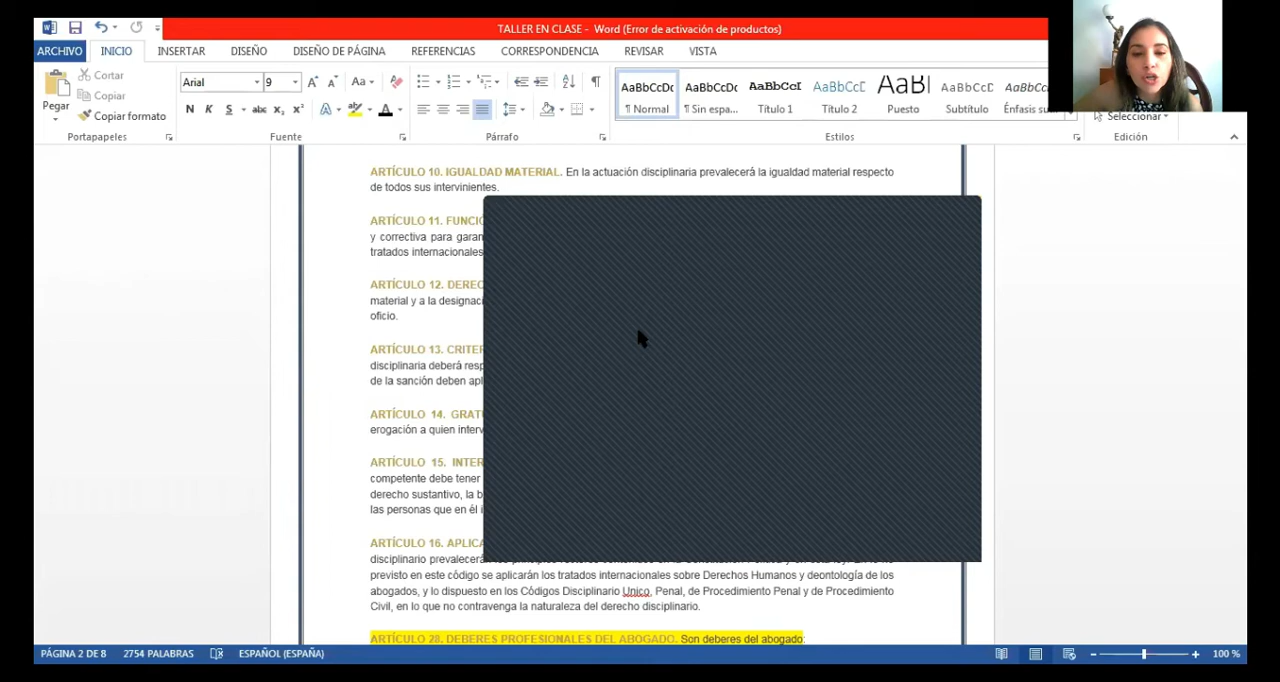 TALLER EN CLASE - Word (Error de activación de productos)
ARCHIVO INICIO INSERTAR DISEÑO DISEÑO DE PÁGINA REFERENCIAS CORRESPONDENCIA REVISAR VISTA
Pegar
Cortar
Copiar
Copiar formato
Portapapeles
Arial 9
Fuente
Párrafo
AaBbCcDc AaBbCcDc AaBbCcI AaBbCcD AaBl AaBbCcD AaBbCcD
¶ Normal ¶ Sin espa... Título 1 Título 2 Puesto Subtítulo Énfasis su
Estilos
Seleccionar
Edición
ARTÍCULO 10. IGUALDAD MATERIAL. En la actuación disciplinaria prevalecerá la igualdad material respecto
de todos sus intervinientes.
ARTÍCULO 11. FUNCI
y correctiva para garan
tratados internacionales
ARTÍCULO 12. DEREC
material y a la designaci
oficio.
ARTÍCULO 13. CRITER
disciplinaria deberá resp
de la sanción deben apl
ARTÍCULO 14. GRAT
erogación a quien interv
ARTÍCULO 15. INTER
competente debe tener
derecho sustantivo, la b
las personas que en él i
ARTÍCULO 16. APLICA
disciplinario prevalecerá
previsto en este código se aplicarán los tratados internacionales sobre Derechos Humanos y deontología de los
abogados, y lo dispuesto en los Códigos Disciplinario Unico, Penal, de Procedimiento Penal y de Procedimiento
Civil, en lo que no contravenga la naturaleza del derecho disciplinario.
ARTÍCULO 28. DEBERES PROFESIONALES DEL ABOGADO. Son deberes del abogado:
PÁGINA 2 DE 8 2754 PALABRAS ESPAÑOL (ESPAÑA) 100 %